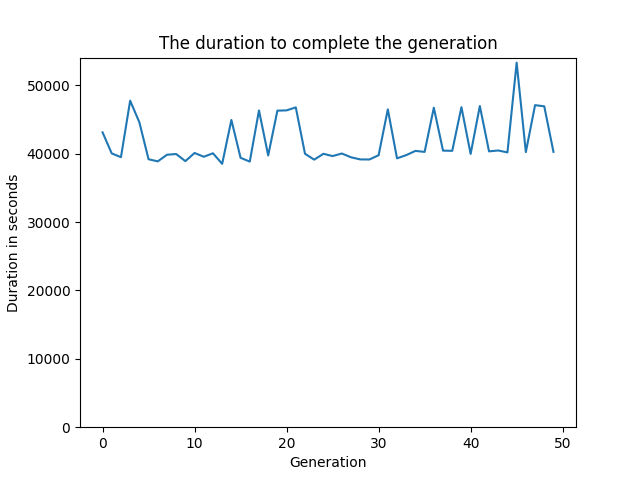 The duration to complete the generation
50000
40000
30000
20000
10000
0
Duration in seconds
0 10 20 30 40 50
Generation